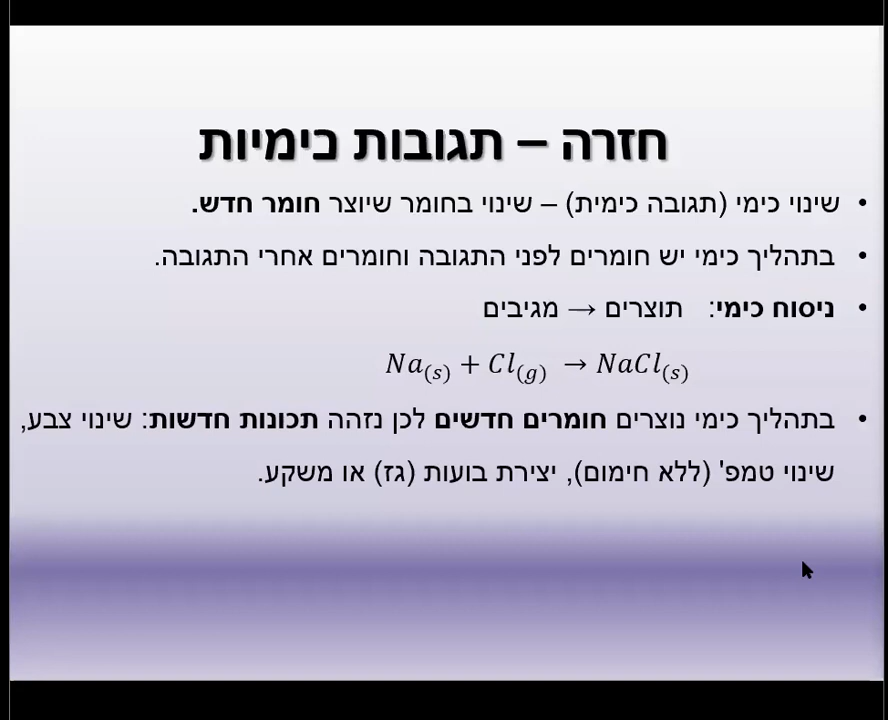 חזרה – תגובות כימיות
• שינוי כימי (תגובה כימית) – שינוי בחומר שיוצר חומר חדש.
• בתהליך כימי יש חומרים לפני התגובה וחומרים אחרי התגובה.
• ניסוח כימי: תוצרים → מגיבים
Na(s) + Cl(g) → NaCl(s)
• בתהליך כימי נוצרים חומרים חדשים לכן נזהה תכונות חדשות: שינוי צבע,
שינוי טמפ' (ללא חימום), יצירת בועות (גז) או משקע.